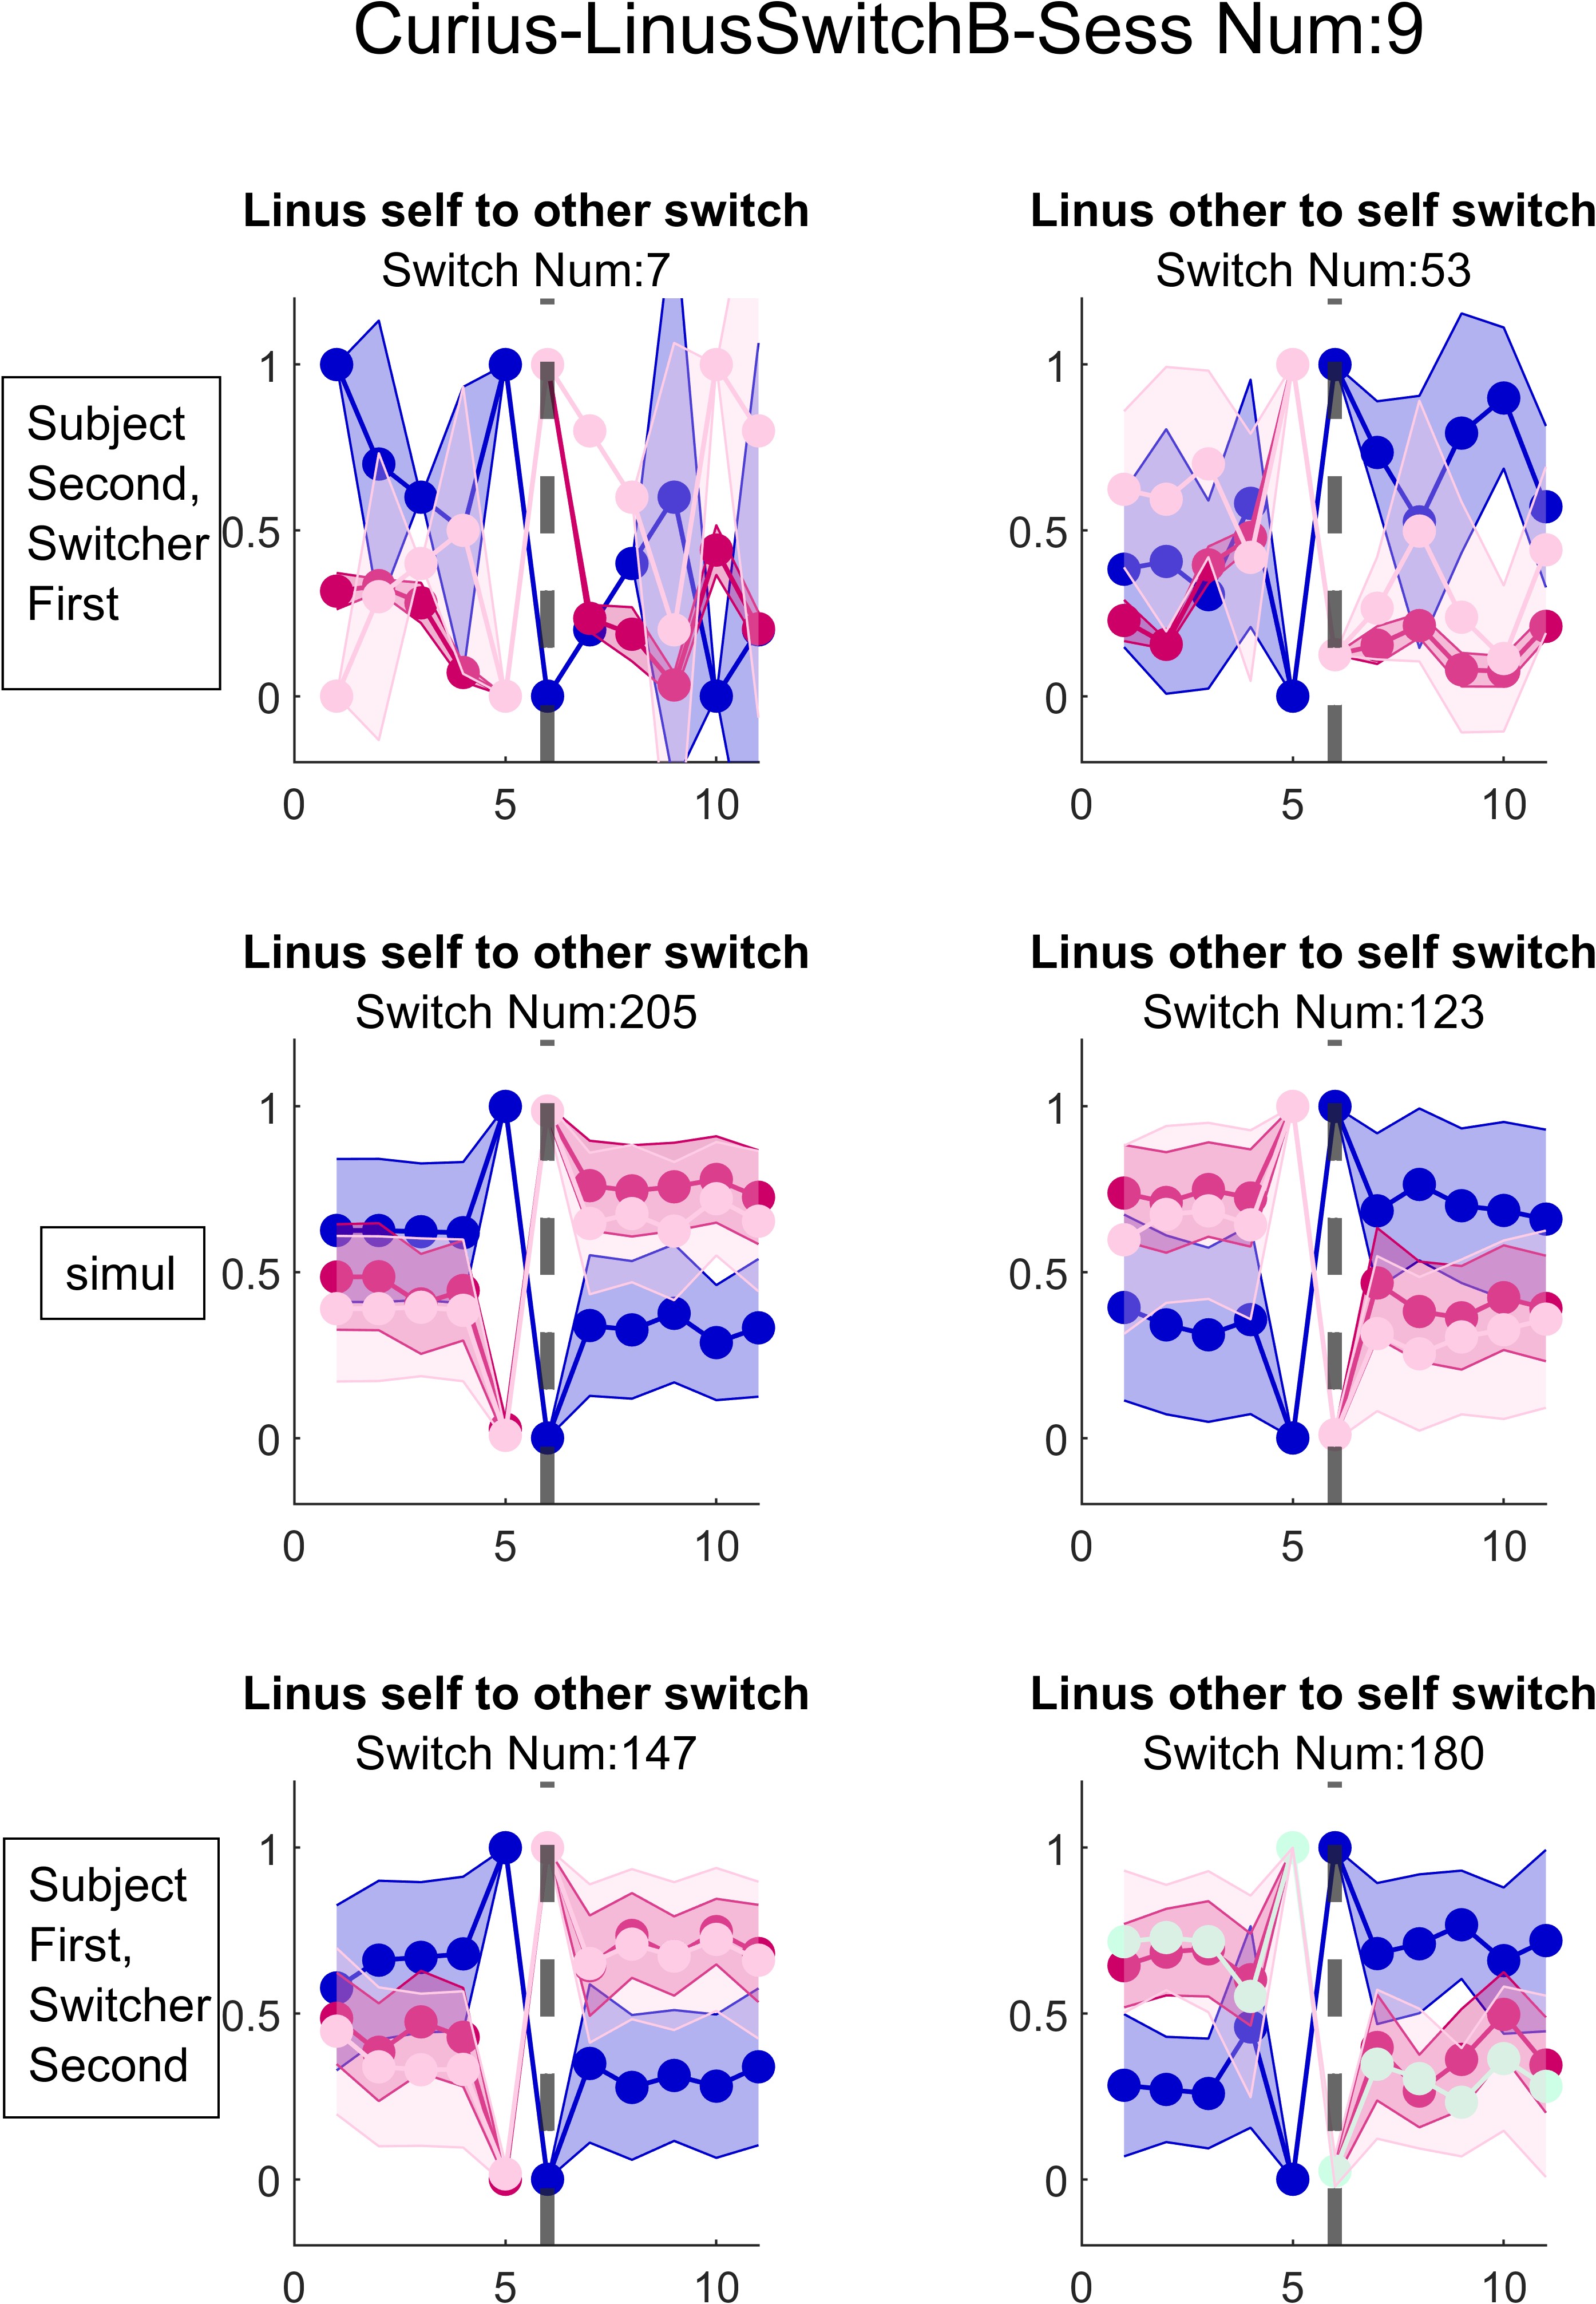 Curius-LinusSwitchB-Sess Num:9
Linus self to other switch
Switch Num:7
Linus other to self switch
Switch Num:53
Subject
Second,
Switcher
First
1
0.5
0
0 5 10
1
0.5
0
0 5 10
Linus self to other switch
Switch Num:205
Linus other to self switch
Switch Num:123
simul
1
0.5
0
0 5 10
1
0.5
0
0 5 10
Linus self to other switch
Switch Num:147
Linus other to self switch
Switch Num:180
Subject
First,
Switcher
Second
1
0.5
0
0 5 10
1
0.5
0
0 5 10